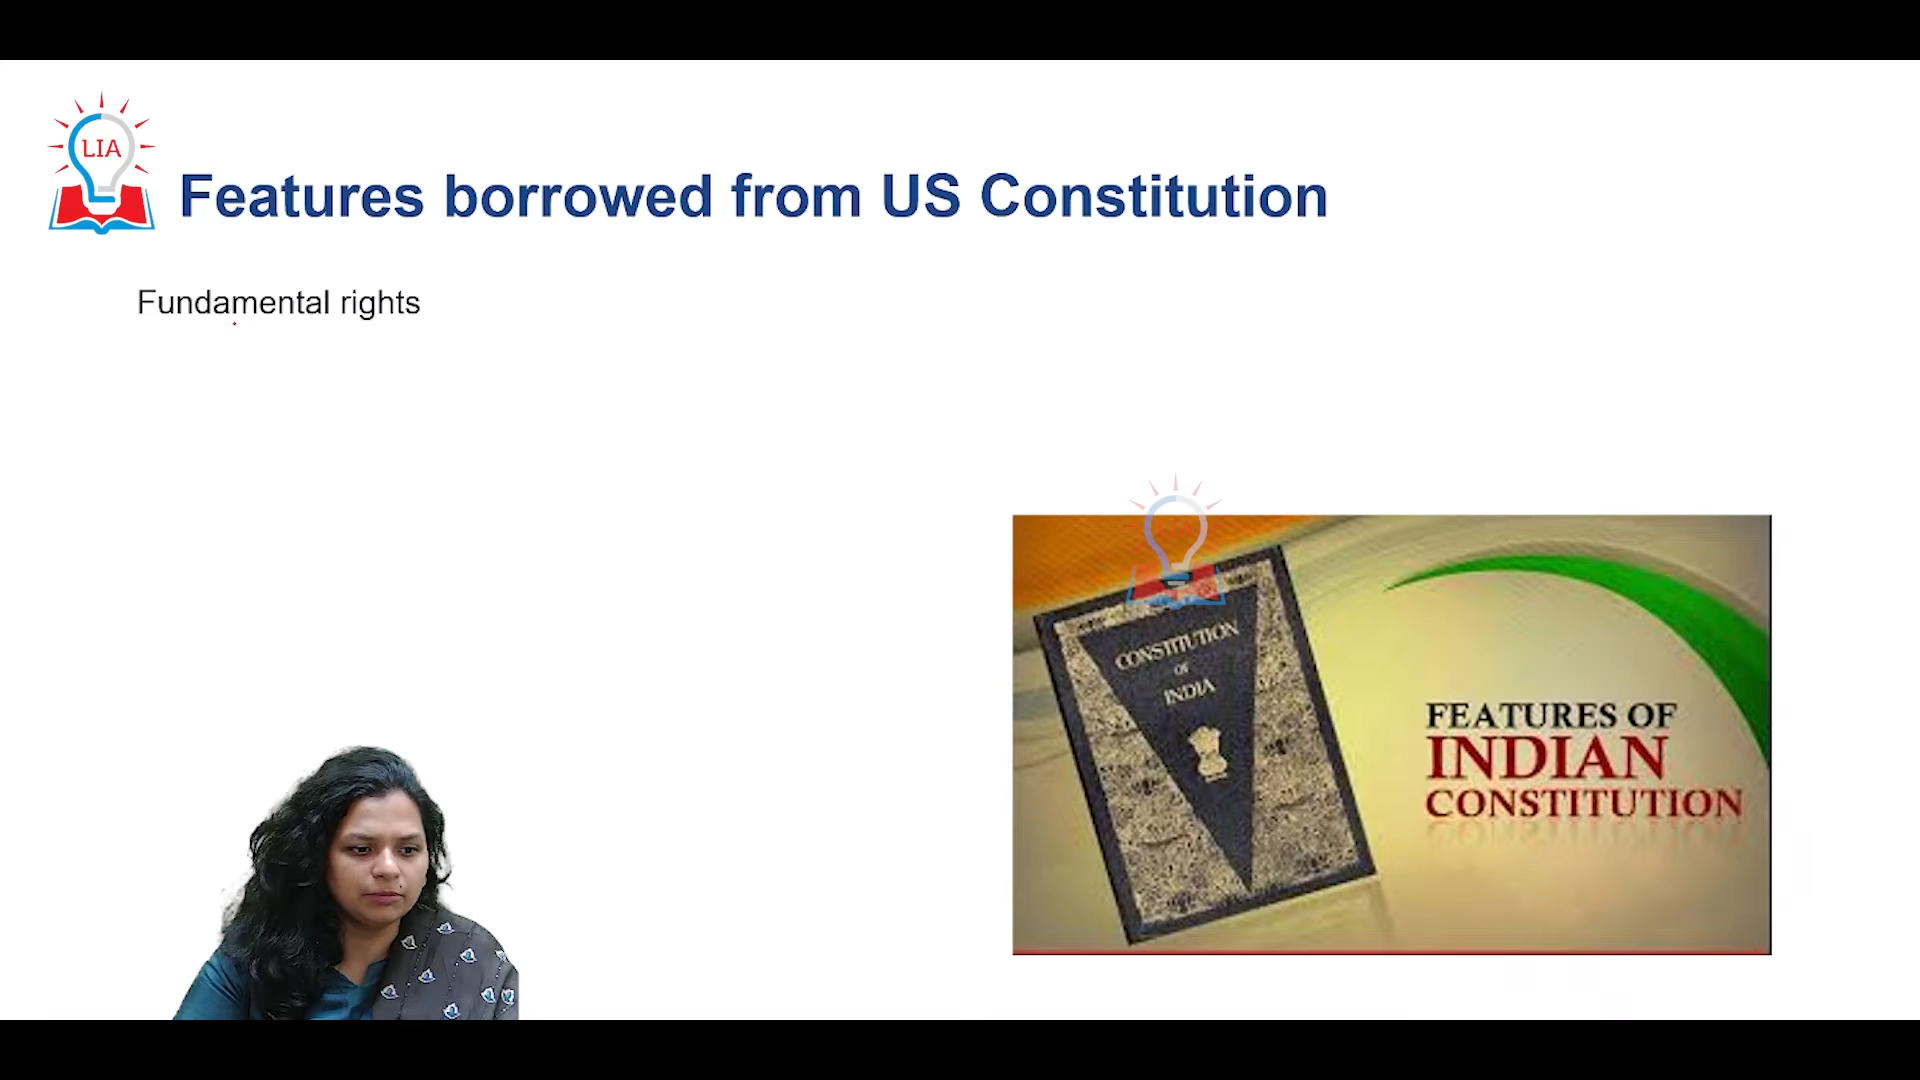 LIA
Features borrowed from US Constitution
Fundamental rights
CONSTITUTION
OF
INDIA
FEATURES OF
INDIAN
CONSTITUTION